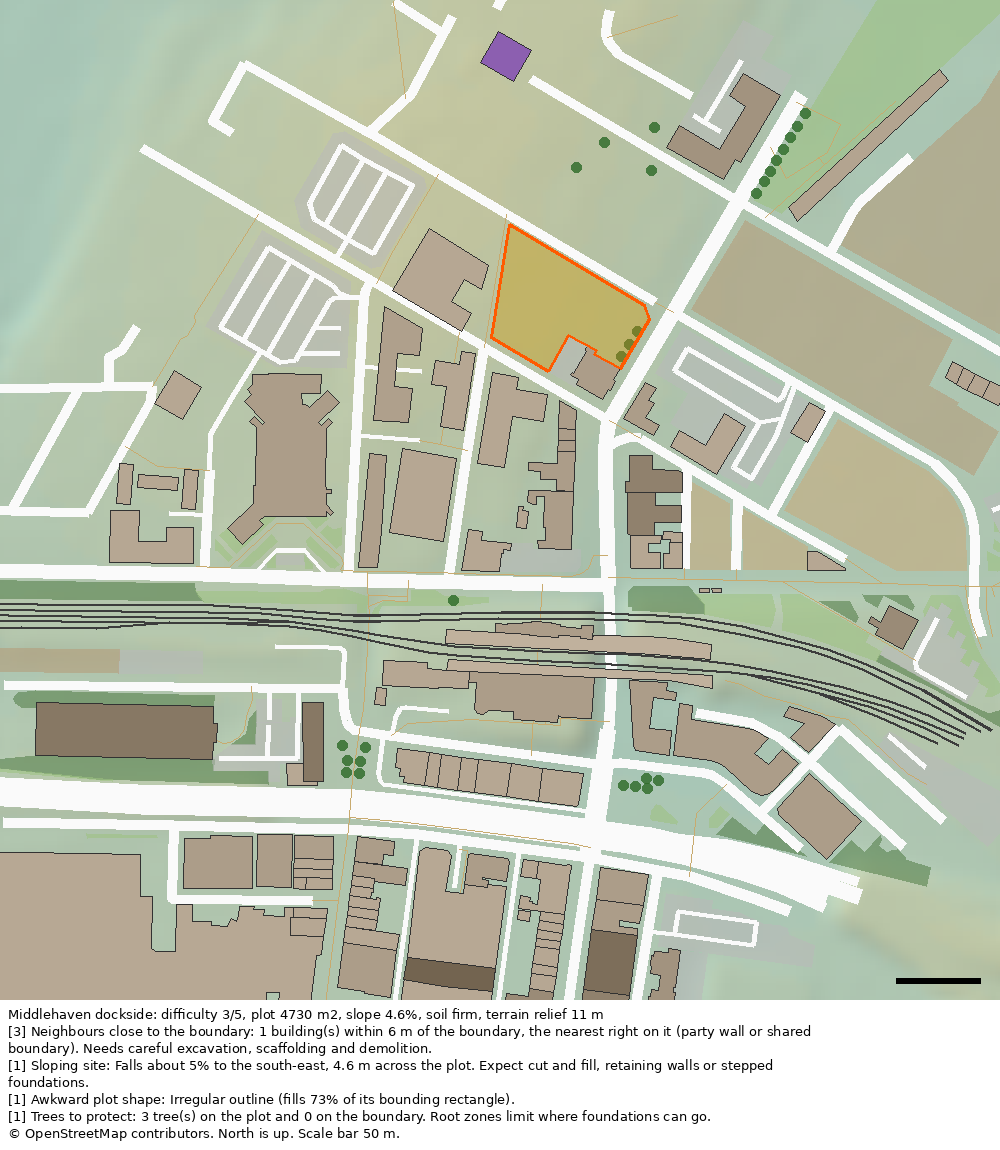 Middlehaven dockside: difficulty 3/5, plot 4730 m2, slope 4.6%, soil firm, terrain relief 11 m
[3] Neighbours close to the boundary: 1 building(s) within 6 m of the boundary, the nearest right on it (party wall or shared
boundary). Needs careful excavation, scaffolding and demolition.
[1] Sloping site: Falls about 5% to the south-east, 4.6 m across the plot. Expect cut and fill, retaining walls or stepped
foundations.
[1] Awkward plot shape: Irregular outline (fills 73% of its bounding rectangle).
[1] Trees to protect: 3 tree(s) on the plot and 0 on the boundary. Root zones limit where foundations can go.
© OpenStreetMap contributors. North is up. Scale bar 50 m.